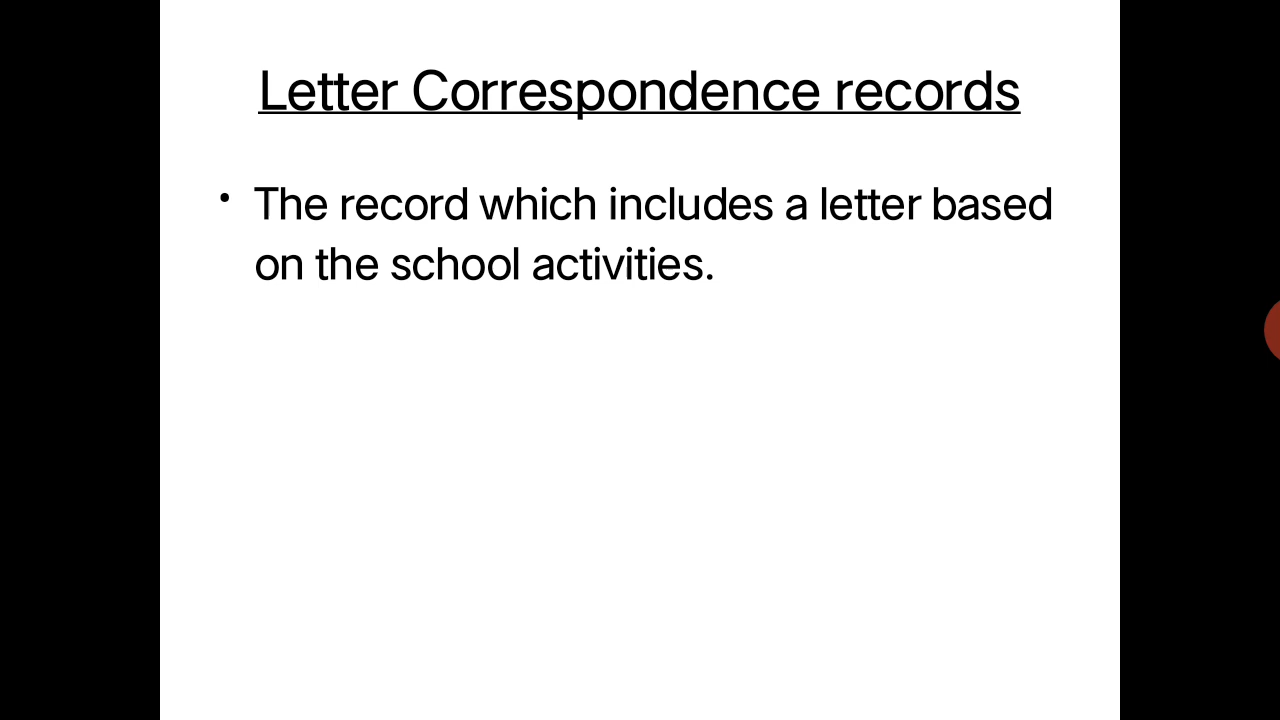 Letter Correspondence records
• The record which includes a letter based
on the school activities.